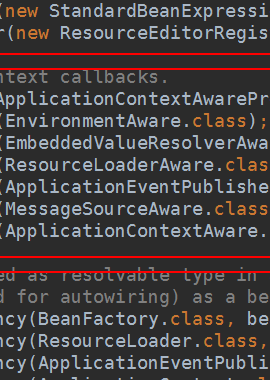 (new StandardBeanExpressi
r(new ResourceEditorRegis
ntext callbacks.
ApplicationContextAwarePr
(EnvironmentAware.class);
(EmbeddedValueResolverAwa
(ResourceLoaderAware.clas
(ApplicationEventPublishe
(MessageSourceAware.class
(ApplicationContextAware.
ed as resolvable type in
d for autowiring) as a be
ncy(BeanFactory.class, be
ncy(ResourceLoader.class,
ncy(ApplicationEventPubli